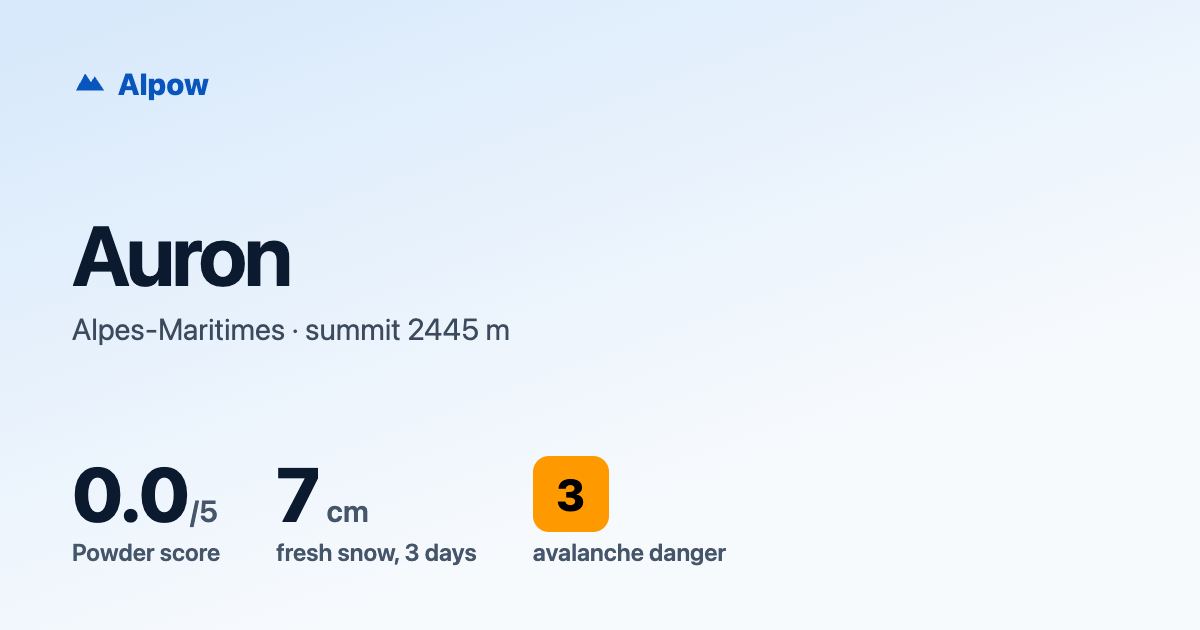 Alpow
Auron
Alpes-Maritimes · summit 2445 m
0.0/5
Powder score
7 cm
fresh snow, 3 days
3
avalanche danger